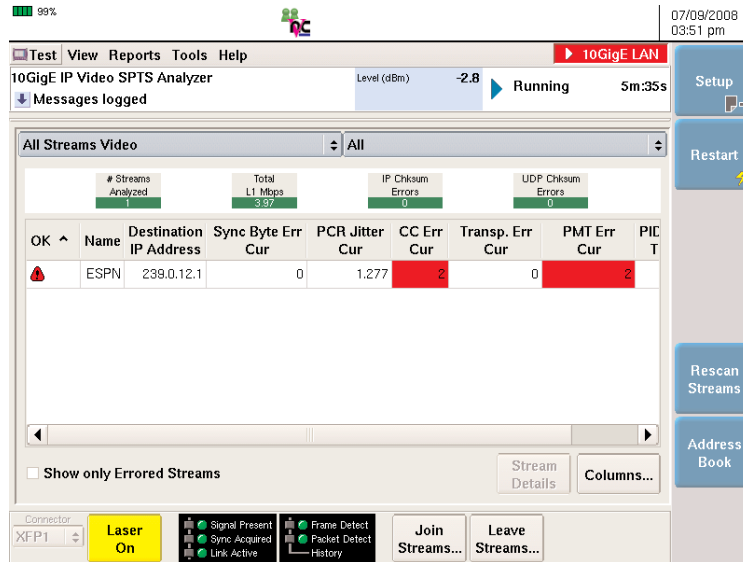 99%
07/09/2008
03:51 pm
Test View Reports Tools Help
10GigE LAN
10GigE IP Video SPTS Analyzer
Messages logged
Level (dBm) -2.8
Running 5m:35s
Setup
Restart
All Streams Video
All
# Streams Analyzed
1
Total L1 Mbps
3.97
IP Chksum Errors
0
UDP Chksum Errors
0
OK Name Destination IP Address Sync Byte Err Cur PCR Jitter Cur CC Err Cur Transp. Err Cur PMT Err Cur PID T
ESPN 239.0.12.1 0 1.277 2 0 2
Rescan Streams
Address Book
Show only Errored Streams
Stream Details
Columns...
Connector
XFP1
Laser On
Signal Present
Sync Acquired
Link Active
Frame Detect
Packet Detect
History
Join Streams...
Leave Streams...